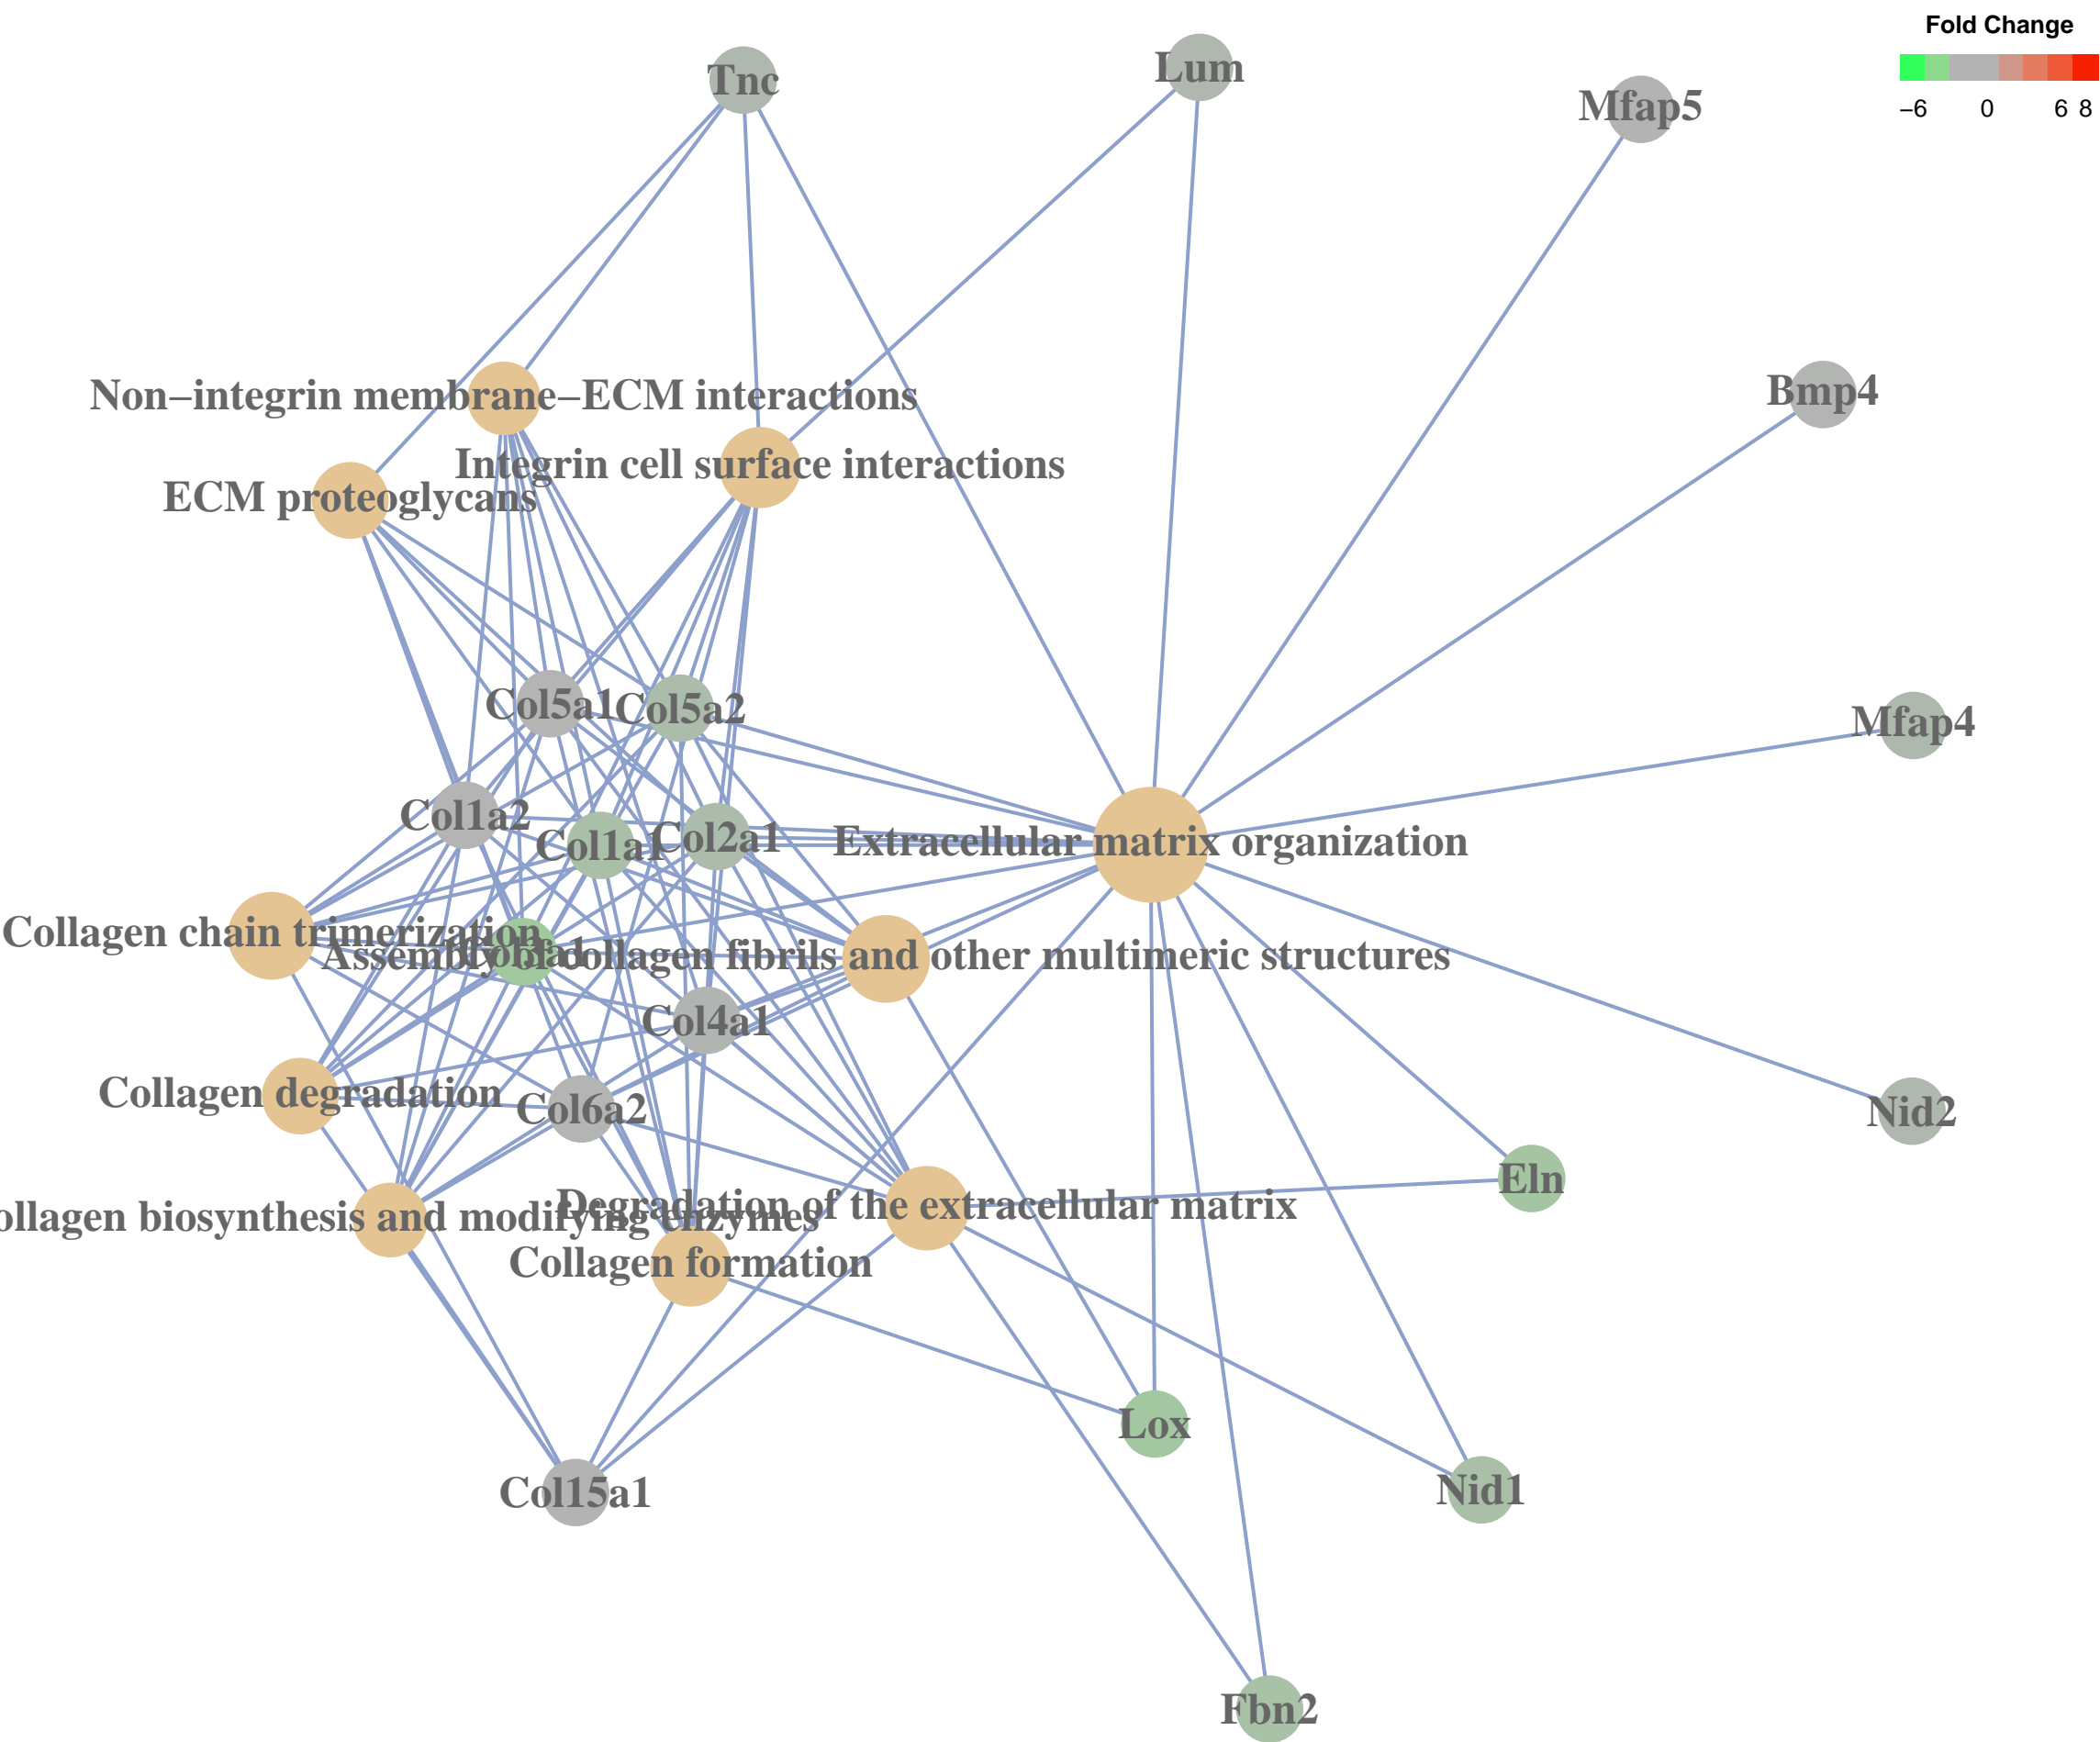 Fold Change
−6 0 6 8
Tnc
Lum
Mfap5
Bmp4
Non−integrin membrane−ECM interactions
Integrin cell surface interactions
ECM proteoglycans
Col5a1
Col5a2
Mfap4
Col1a2
Col1a1
Col2a1
Extracellular matrix organization
Collagen chain trimerization
Assembly of collagen fibrils and other multimeric structures
Col4a1
Collagen degradation
Col6a2
Nid2
Eln
Degradation of the extracellular matrix
ollagen biosynthesis and modifying enzymes
Collagen formation
Lox
Col15a1
Nid1
Fbn2